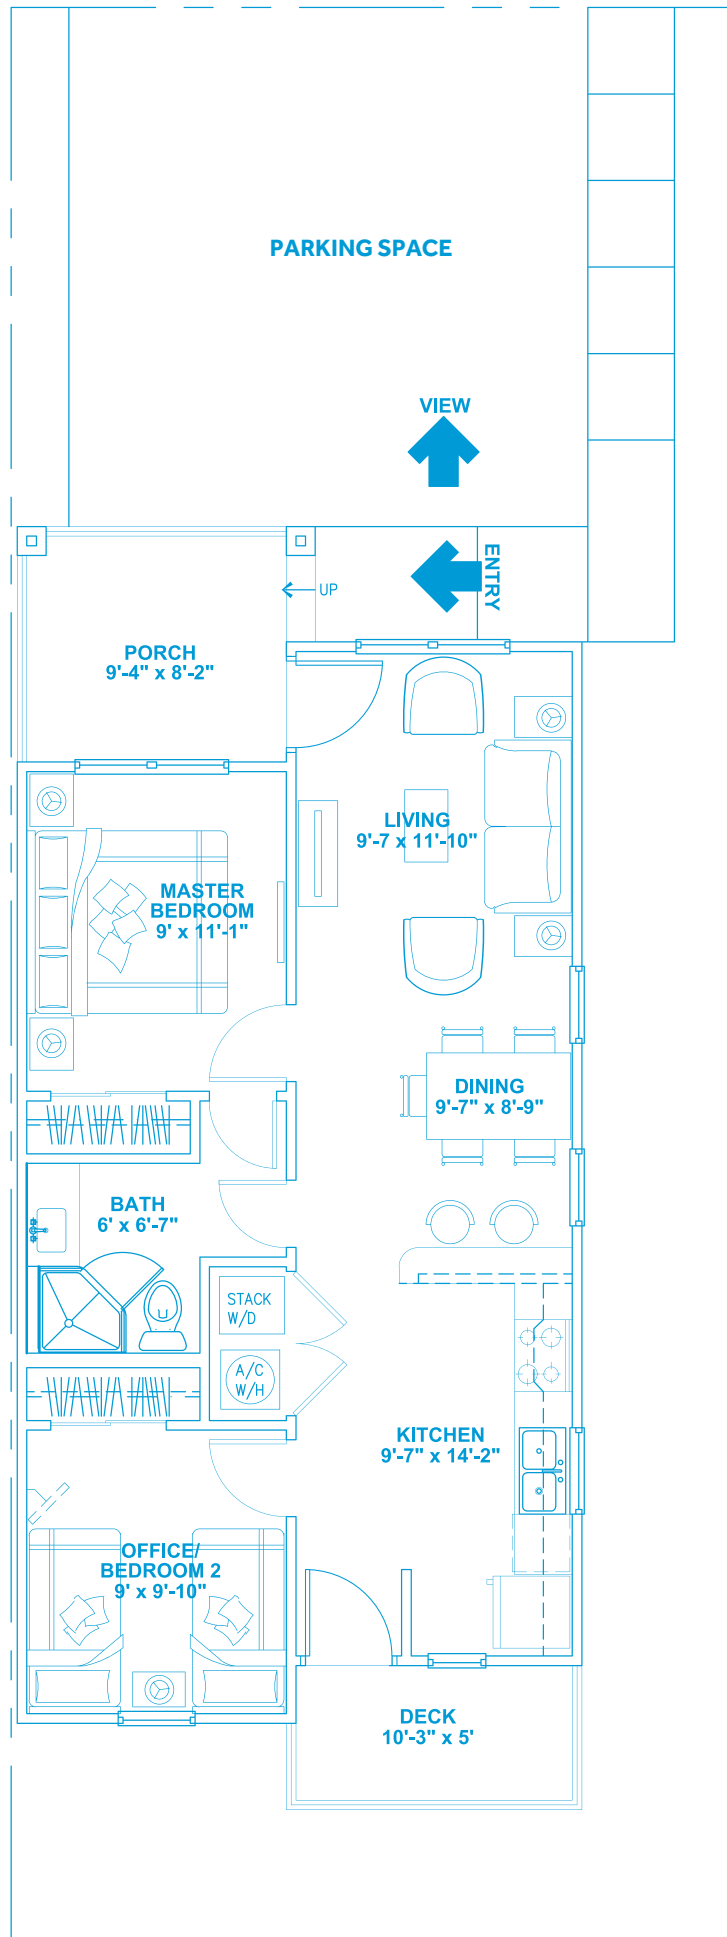 PARKING SPACE
VIEW
ENTRY
UP
PORCH
9'-4" x 8'-2"
LIVING
9'-7 x 11'-10"
MASTER
BEDROOM
9' x 11'-1"
DINING
9'-7" x 8'-9"
BATH
6' x 6'-7"
STACK
W/D
A/C
W/H
KITCHEN
9'-7" x 14'-2"
OFFICE/
BEDROOM 2
9' x 9'-10"
DECK
10'-3" x 5'